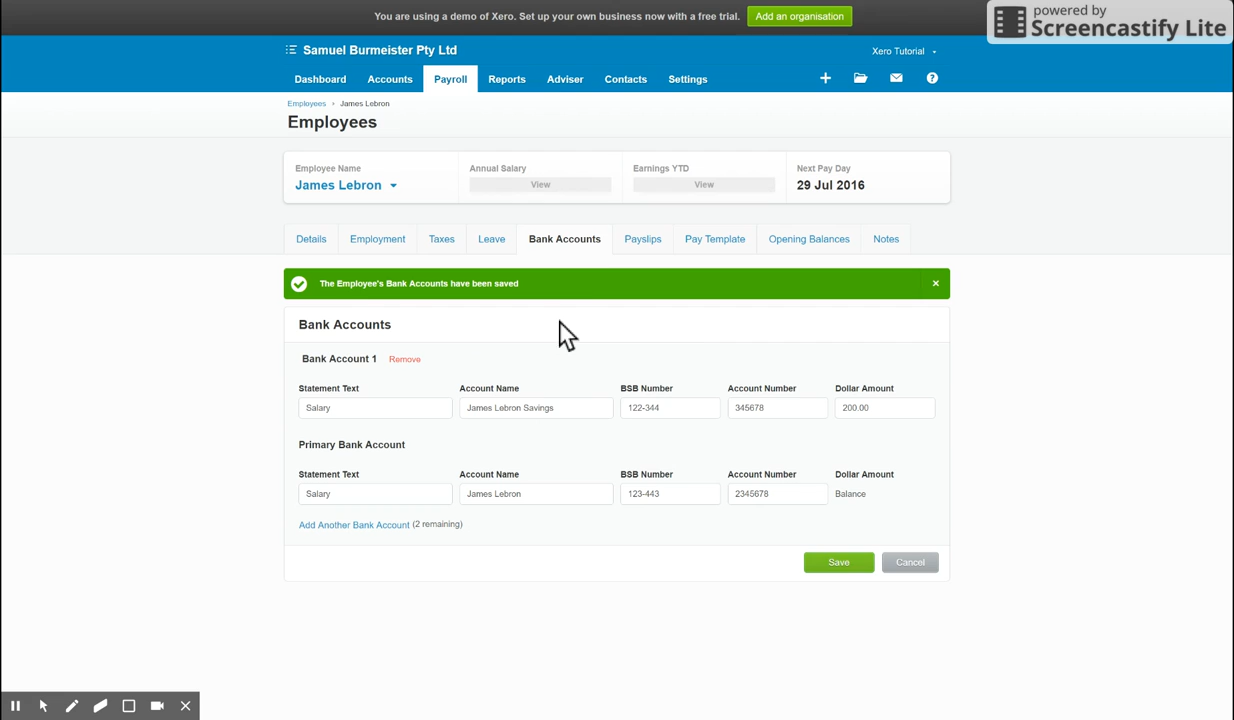 You are using a demo of Xero. Set up your own business now with a free trial. Add an organisation
powered by
Screencastify Lite
Samuel Burmeister Pty Ltd
Xero Tutorial
Dashboard Accounts Payroll Reports Adviser Contacts Settings
Employees › James Lebron
Employees
Employee Name Annual Salary Earnings YTD Next Pay Day
James Lebron View View 29 Jul 2016
Details Employment Taxes Leave Bank Accounts Payslips Pay Template Opening Balances Notes
The Employee's Bank Accounts have been saved
Bank Accounts
Bank Account 1 Remove
Statement Text Account Name BSB Number Account Number Dollar Amount
Salary James Lebron Savings 122-344 345678 200.00
Primary Bank Account
Statement Text Account Name BSB Number Account Number Dollar Amount
Salary James Lebron 123-443 2345678 Balance
Add Another Bank Account (2 remaining)
Save Cancel